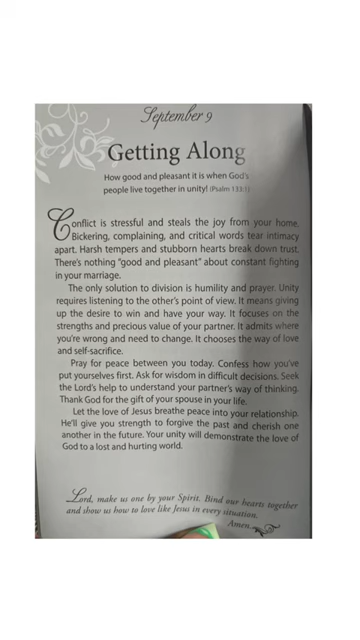 September 9
Getting Along
How good and pleasant it is when God's
people live together in unity! (Psalm 133:1)
Conflict is stressful and steals the joy from your home.
Bickering, complaining, and critical words tear intimacy
apart. Harsh tempers and stubborn hearts break down trust.
There's nothing "good and pleasant" about constant fighting
in your marriage.
The only solution to division is humility and prayer. Unity
requires listening to the other's point of view. It means giving
up the desire to win and have your way. It focuses on the
strengths and precious value of your partner. It admits where
you're wrong and need to change. It chooses the way of love
and self-sacrifice.
Pray for peace between you today. Confess how you've
put yourselves first. Ask for wisdom in difficult decisions. Seek
the Lord's help to understand your partner's way of thinking.
Thank God for the gift of your spouse in your life.
Let the love of Jesus breathe peace into your relationship.
He'll give you strength to forgive the past and cherish one
another in the future. Your unity will demonstrate the love of
God to a lost and hurting world.
Lord, make us one by your Spirit. Bind our hearts together
and show us how to love like Jesus in every situation.
Amen.